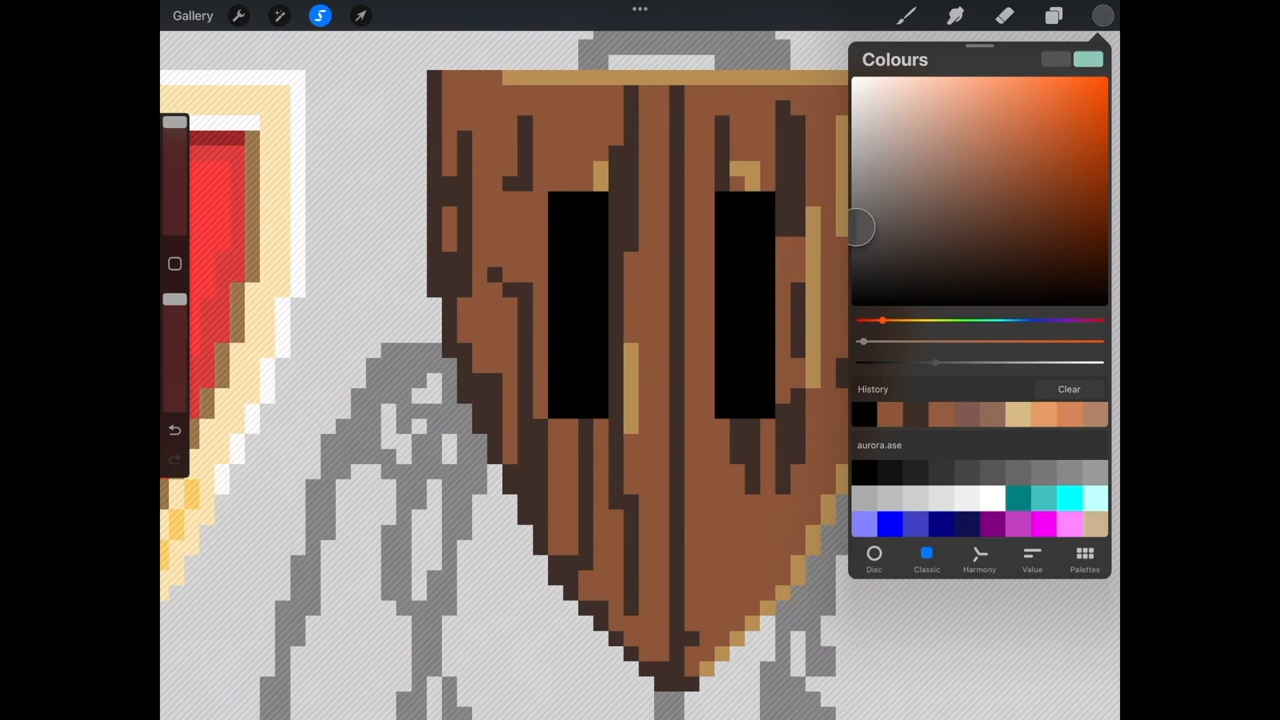 Gallery
Colours
History Clear
aurora.ase
Disc Classic Harmony Value Palettes